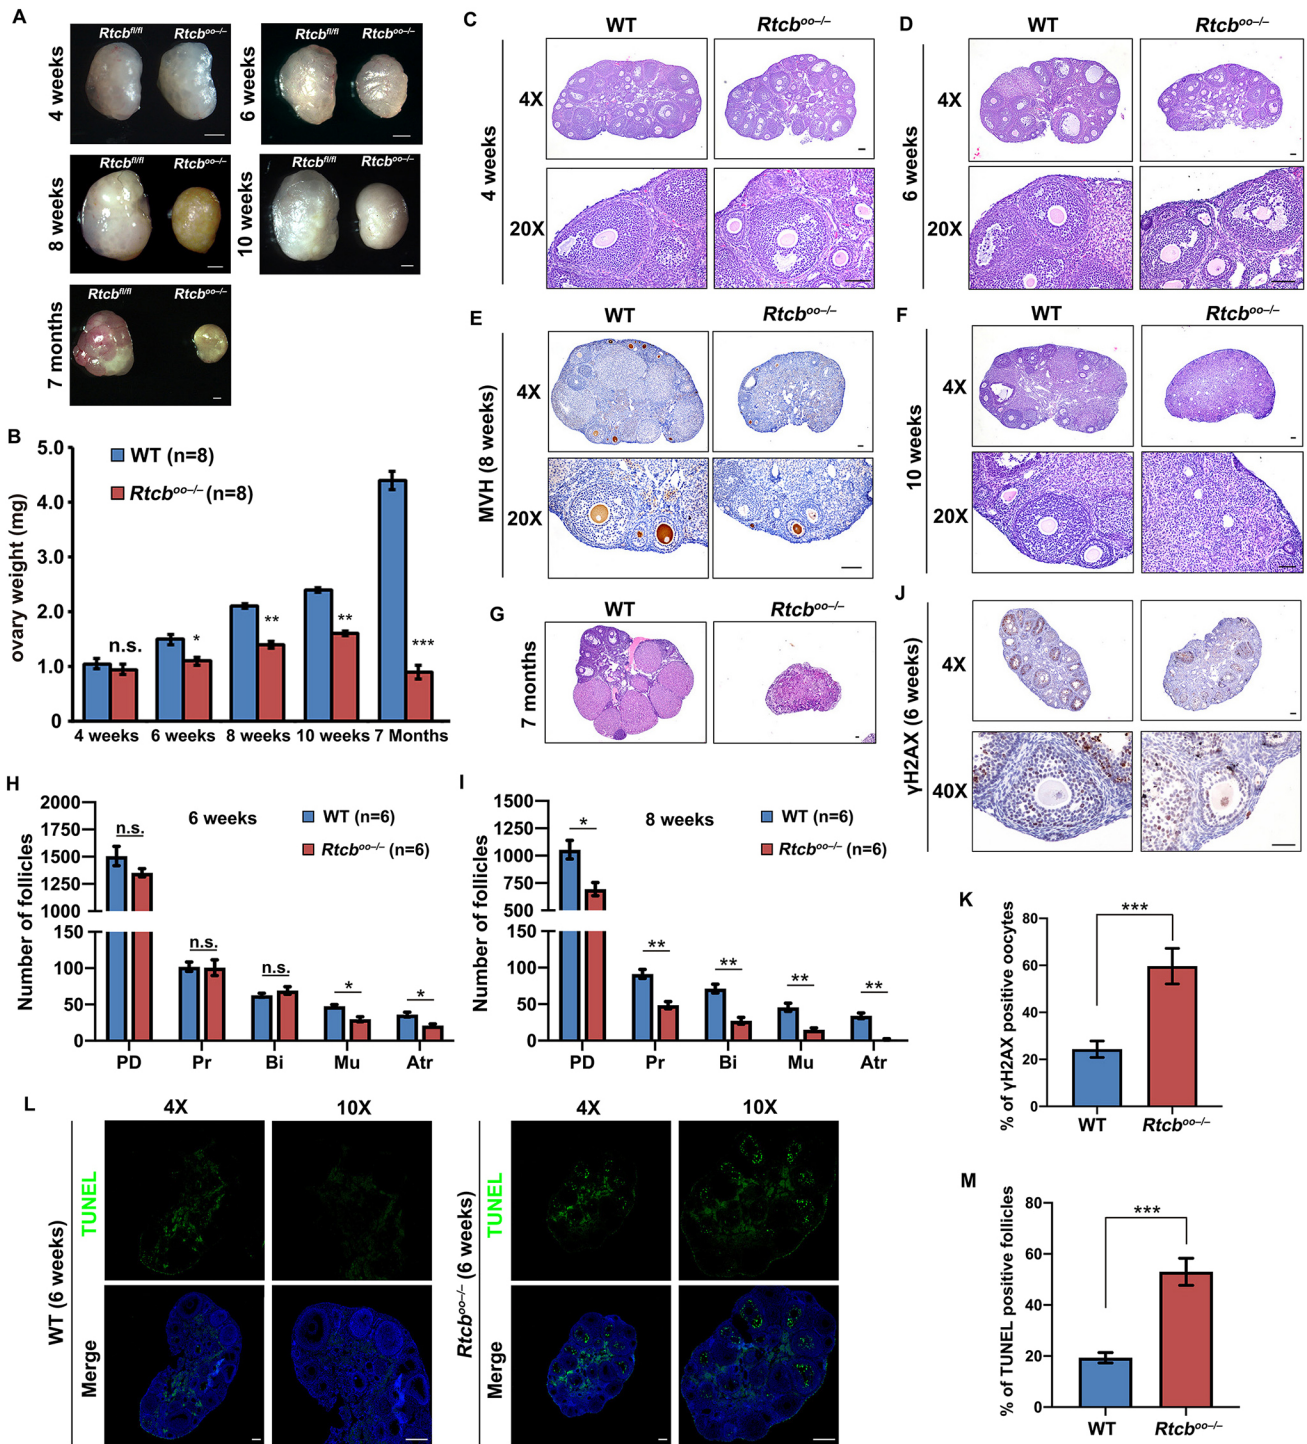 A
4 weeks
Rtcbfl/fl
Rtcboo–/–
6 weeks
Rtcbfl/fl
Rtcboo–/–
8 weeks
Rtcbfl/fl
Rtcboo–/–
10 weeks
Rtcbfl/fl
Rtcboo–/–
7 months
Rtcbfl/fl
Rtcboo–/–
B
ovary weight (mg)
5.0
4.0
3.0
2.0
1.0
0
WT (n=8)
Rtcboo–/– (n=8)
n.s.
*
**
**
***
4 weeks 6 weeks 8 weeks 10 weeks 7 Months
C
WT
Rtcboo–/–
4 weeks
4X
20X
D
WT
Rtcboo–/–
6 weeks
4X
20X
E
WT
Rtcboo–/–
MVH (8 weeks)
4X
20X
F
WT
Rtcboo–/–
10 weeks
4X
20X
G
WT
Rtcboo–/–
7 months
H
6 weeks
WT (n=6)
Rtcboo–/– (n=6)
Number of follicles
2000
1750
1500
1250
1000
150
100
50
0
n.s.
n.s.
n.s.
*
*
PD Pr Bi Mu Atr
I
8 weeks
WT (n=6)
Rtcboo–/– (n=6)
Number of follicles
1500
1250
1000
750
500
150
100
50
0
*
**
**
**
**
PD Pr Bi Mu Atr
J
γH2AX (6 weeks)
4X
40X
K
% of γH2AX positive oocytes
80
60
40
20
0
***
WT Rtcboo–/–
L
4X 10X
WT (6 weeks)
TUNEL
Merge
4X 10X
Rtcboo–/– (6 weeks)
TUNEL
Merge
M
% of TUNEL positive follicles
80
60
40
20
0
***
WT Rtcboo–/–